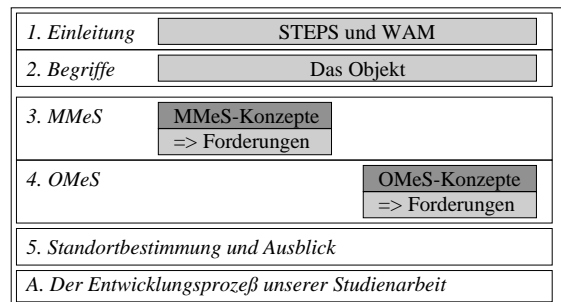 1. Einleitung STEPS und WAM
2. Begriffe Das Objekt
3. MMeS MMeS-Konzepte
=> Forderungen
4. OMeS OMeS-Konzepte
=> Forderungen
5. Standortbestimmung und Ausblick
A. Der Entwicklungsprozeß unserer Studienarbeit